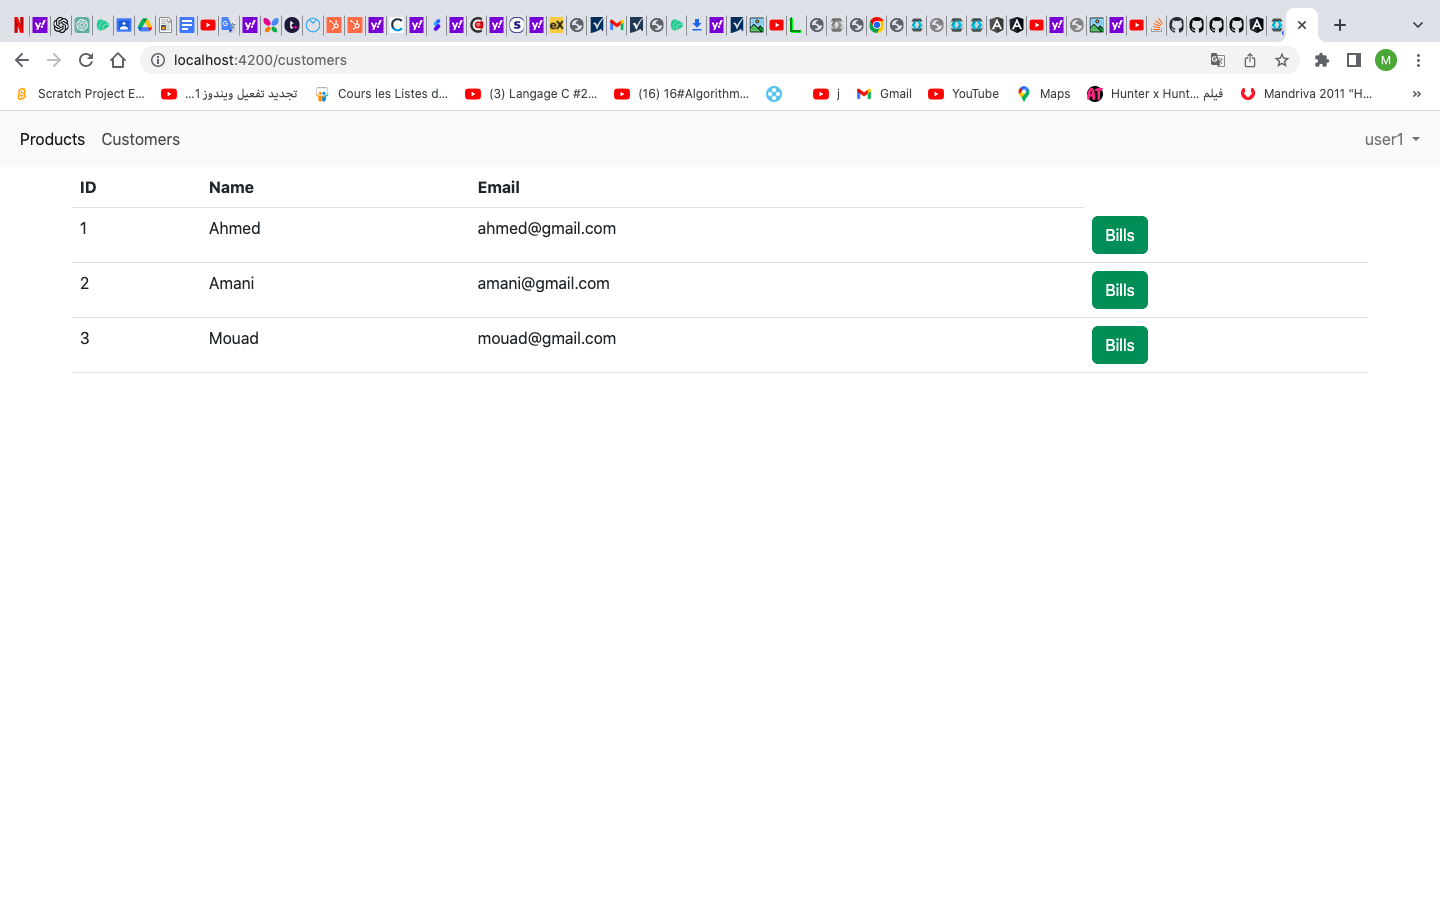 localhost:4200/customers
M
Scratch Project E...
تجديد تفعيل ويندوز 1...
Cours les Listes d...
(3) Langage C #2...
(16) 16#Algorithm...
j
Gmail
YouTube
Maps
Hunter x Hunt... فيلم
Mandriva 2011 "H...
Products Customers user1
ID Name Email
1 Ahmed ahmed@gmail.com Bills
2 Amani amani@gmail.com Bills
3 Mouad mouad@gmail.com Bills